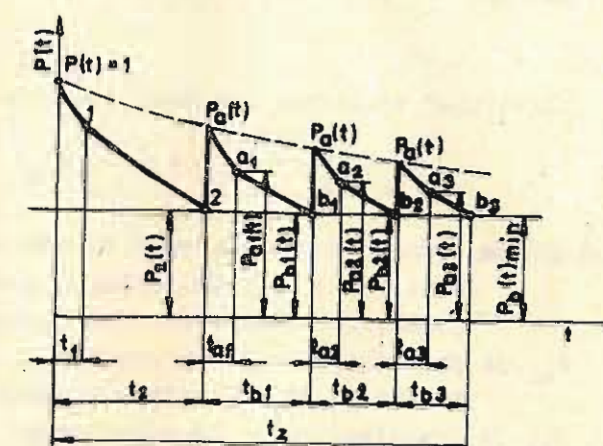 P(t)
P(t) = 1
1
Pa(t)
a1
Pa(t)
a2
Pa(t)
a3
2
b1
b2
b3
P2(t)
Pa1(t)
Pb1(t)
Pa2(t)
Pb2(t)
Pa3(t)
Pb(t)min
t
t1
ta1
ta2
ta3
t2
tb1
tb2
tb3
tz